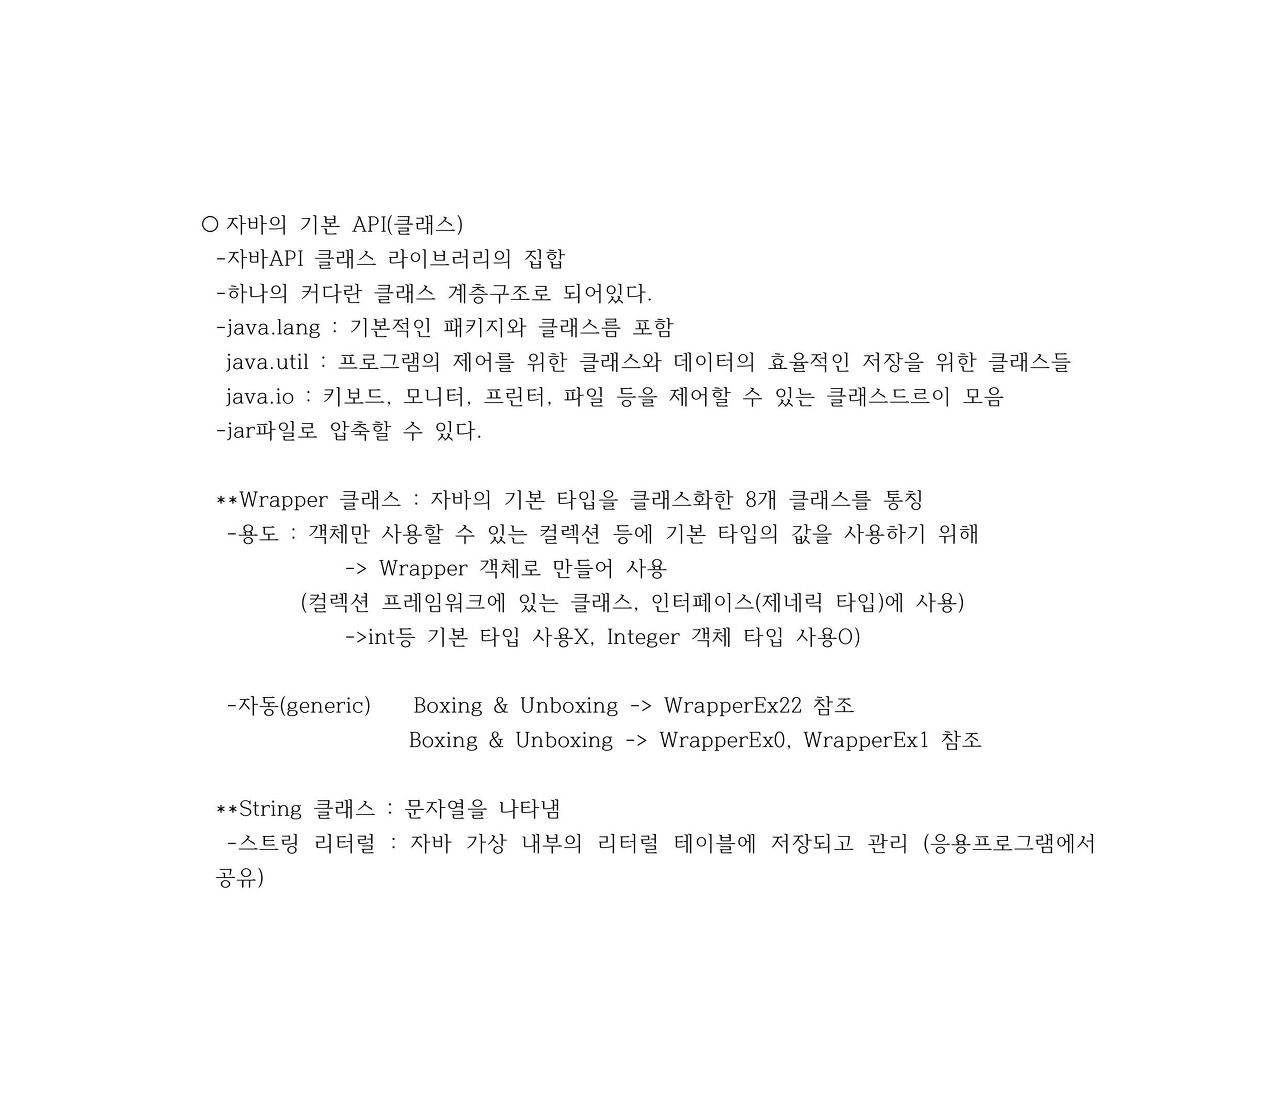 ○ 자바의 기본 API(클래스)
-자바API 클래스 라이브러리의 집합
-하나의 커다란 클래스 계층구조로 되어있다.
-java.lang : 기본적인 패키지와 클래스름 포함
java.util : 프로그램의 제어를 위한 클래스와 데이터의 효율적인 저장을 위한 클래스들
java.io : 키보드, 모니터, 프린터, 파일 등을 제어할 수 있는 클래스드르이 모음
-jar파일로 압축할 수 있다.
**Wrapper 클래스 : 자바의 기본 타입을 클래스화한 8개 클래스를 통칭
-용도 : 객체만 사용할 수 있는 컬렉션 등에 기본 타입의 값을 사용하기 위해
-> Wrapper 객체로 만들어 사용
(컬렉션 프레임워크에 있는 클래스, 인터페이스(제네릭 타입)에 사용)
->int등 기본 타입 사용X, Integer 객체 타입 사용O)
-자동(generic) Boxing & Unboxing -> WrapperEx22 참조
Boxing & Unboxing -> WrapperEx0, WrapperEx1 참조
**String 클래스 : 문자열을 나타냄
-스트링 리터럴 : 자바 가상 내부의 리터럴 테이블에 저장되고 관리 (응용프로그램에서
공유)